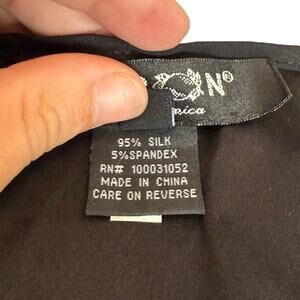 N®
95% SILK
5%SPANDEX
RN# 100031052
MADE IN CHINA
CARE ON REVERSE